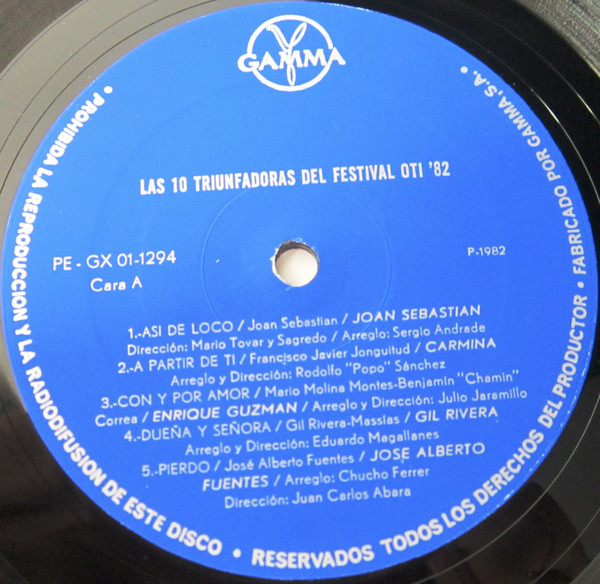 GAMMA
LAS 10 TRIUNFADORAS DEL FESTIVAL OTI '82
PE - GX 01-1294
P-1982
Cara A
1.-ASI DE LOCO / Joan Sebastian / JOAN SEBASTIAN
Dirección: Mario Tovar y Sagredo / Arreglo: Sergio Andrade
2.-A PARTIR DE TI / Francisco Javier Jonguitud / CARMINA
Arreglo y Dirección: Rodolfo "Popo" Sánchez
3.-CON Y POR AMOR / Mario Molina Montes-Benjamin "Chamin"
Correa / ENRIQUE GUZMAN / Arreglo y Dirección: Julio Jaramillo
4.-DUEÑA Y SEÑORA / Gil Rivera-Massías / GIL RIVERA
Arreglo y Dirección: Eduardo Magallanes
5.-PIERDO / José Alberto Fuentes / JOSE ALBERTO
FUENTES / Arreglo: Chucho Ferrer
Dirección: Juan Carlos Abara
• PROHIBIDA LA REPRODUCCION Y LA RADIODIFUSION DE ESTE DISCO • RESERVADOS TODOS LOS DERECHOS DEL PRODUCTOR • FABRICADO POR GAMMA, S.A. •